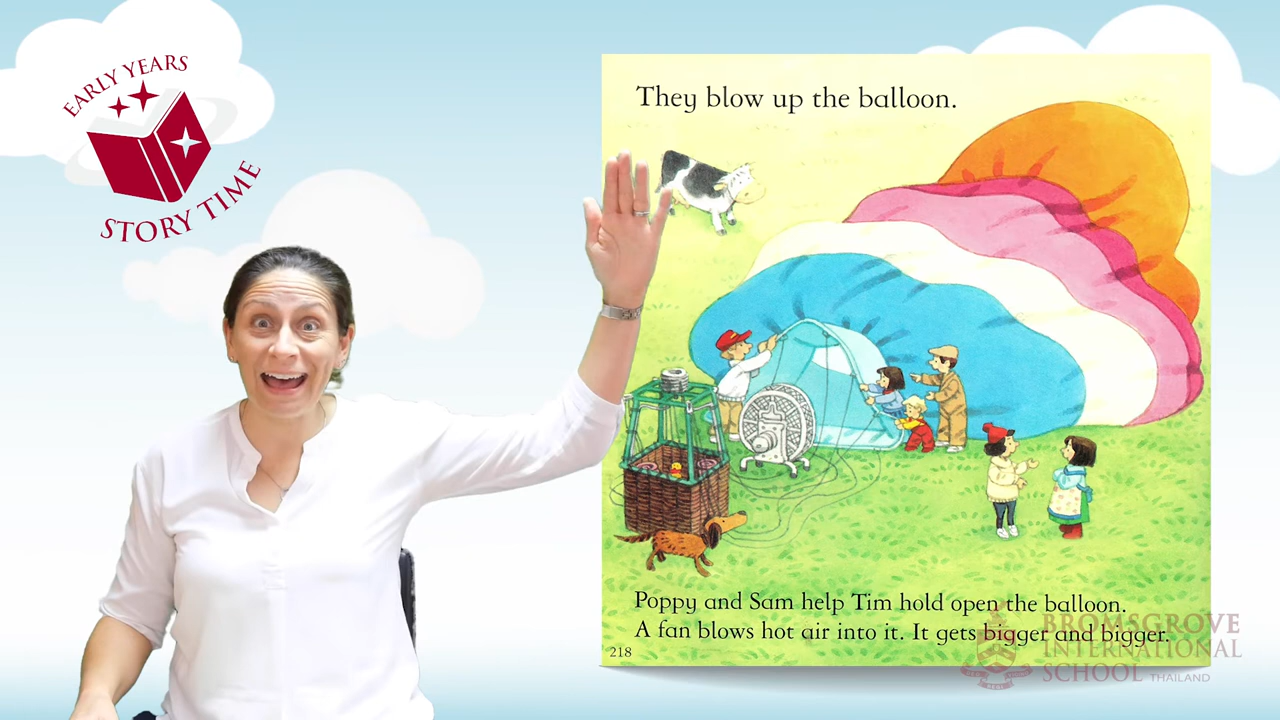 EARLY YEARS
STORY TIME
They blow up the balloon.
Poppy and Sam help Tim hold open the balloon.
A fan blows hot air into it. It gets bigger and bigger.
218
BROMSGROVE
INTERNATIONAL
SCHOOL THAILAND